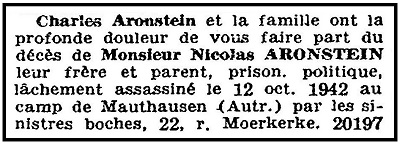 Charles Aronstein et la famille ont la
profonde douleur de vous faire part du
décès de Monsieur Nicolas ARONSTEIN
leur frère et parent, prison. politique,
lâchement assassiné le 12 oct. 1942 au
camp de Mauthausen (Autr.) par les si-
nistres boches, 22, r. Moerkerke. 20197